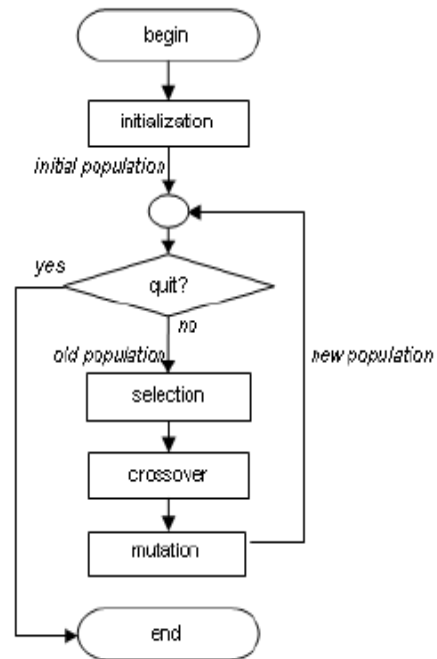 begin
initialization
initial population
yes
quit?
no
old population
new population
selection
crossover
mutation
end